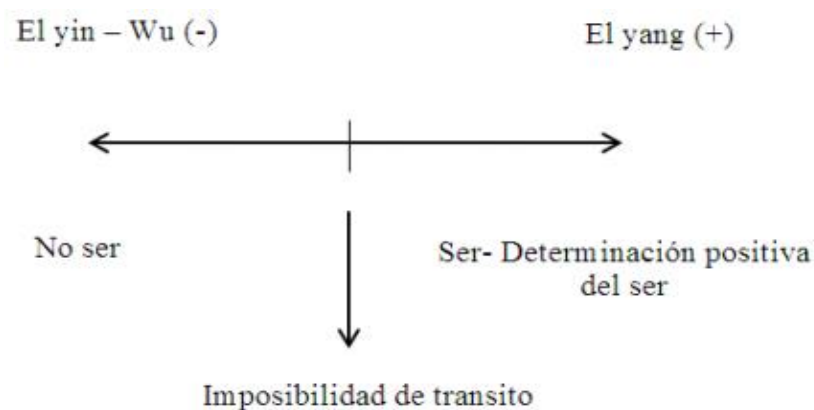 El yin – Wu (-)
El yang (+)
No ser
Ser- Determinación positiva
del ser
Imposibilidad de transito